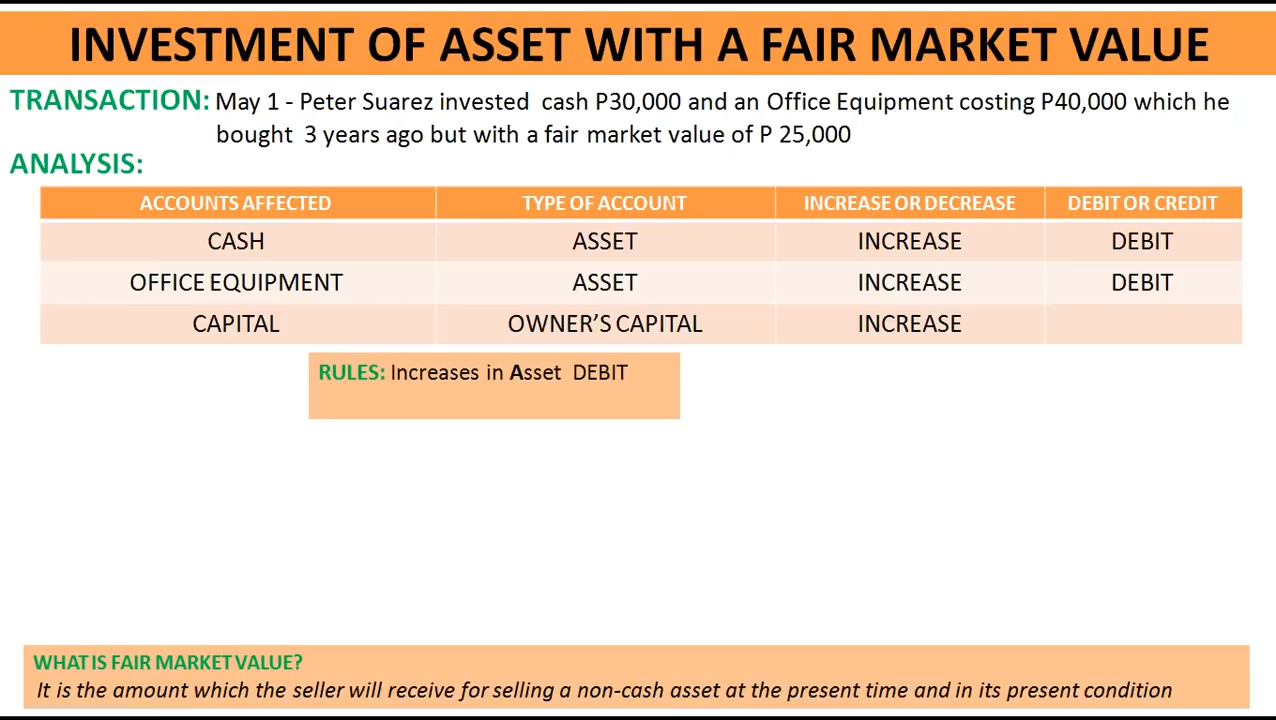 INVESTMENT OF ASSET WITH A FAIR MARKET VALUE
TRANSACTION: May 1 - Peter Suarez invested cash P30,000 and an Office Equipment costing P40,000 which he
bought 3 years ago but with a fair market value of P 25,000
ANALYSIS:
ACCOUNTS AFFECTED TYPE OF ACCOUNT INCREASE OR DECREASE DEBIT OR CREDIT
CASH ASSET INCREASE DEBIT
OFFICE EQUIPMENT ASSET INCREASE DEBIT
CAPITAL OWNER'S CAPITAL INCREASE
RULES: Increases in Asset DEBIT
WHAT IS FAIR MARKET VALUE?
It is the amount which the seller will receive for selling a non-cash asset at the present time and in its present condition